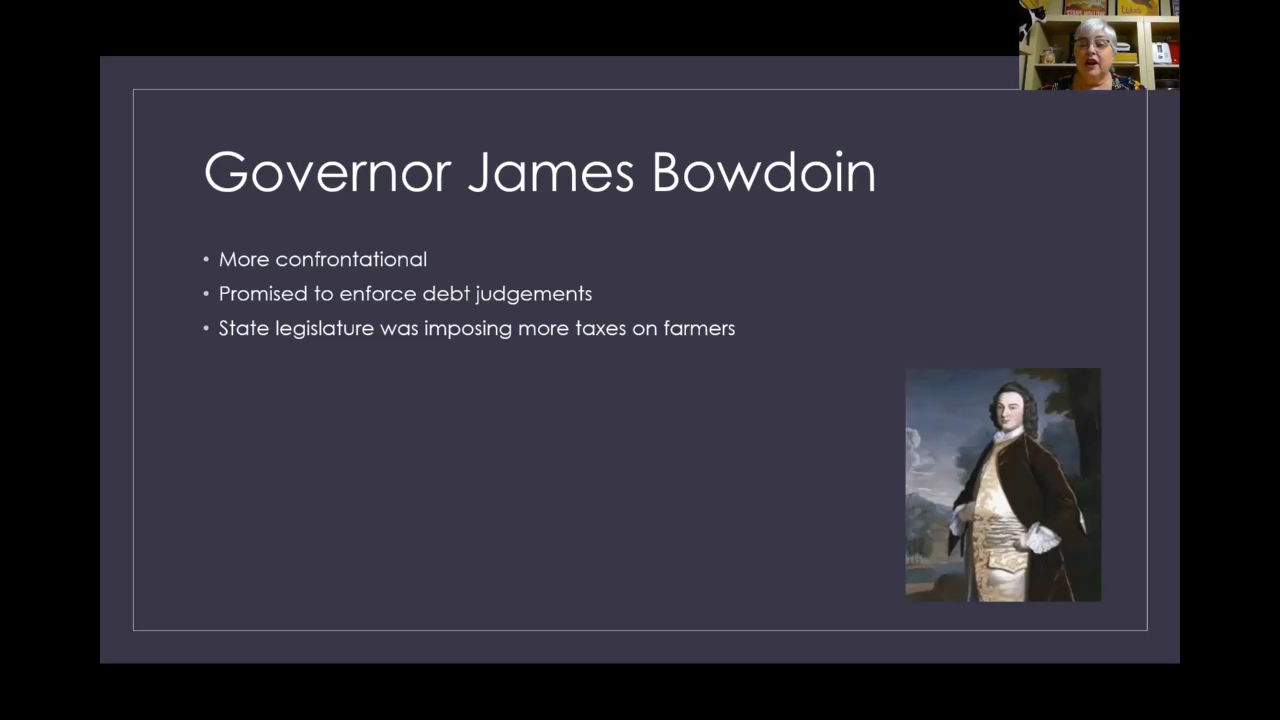 Governor James Bowdoin
• More confrontational
• Promised to enforce debt judgements
• State legislature was imposing more taxes on farmers